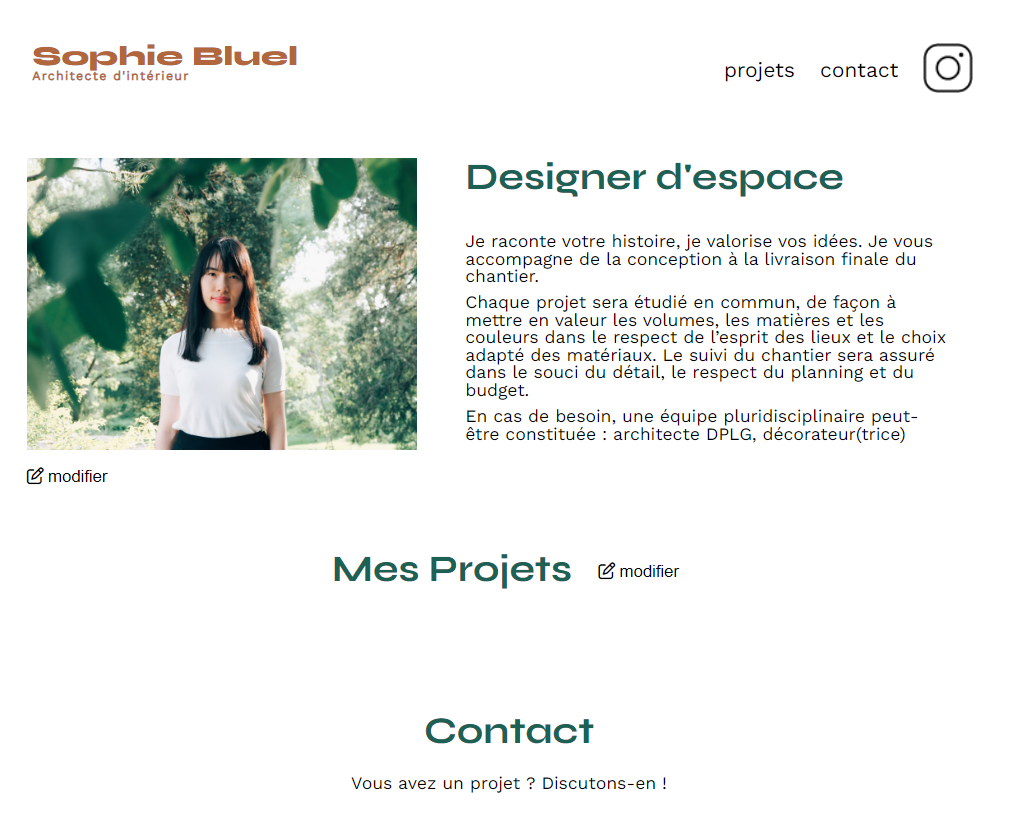 Sophie Bluel
Architecte d'intérieur
projets
contact
Designer d'espace
Je raconte votre histoire, je valorise vos idées. Je vous
accompagne de la conception à la livraison finale du
chantier.
Chaque projet sera étudié en commun, de façon à
mettre en valeur les volumes, les matières et les
couleurs dans le respect de l’esprit des lieux et le choix
adapté des matériaux. Le suivi du chantier sera assuré
dans le souci du détail, le respect du planning et du
budget.
En cas de besoin, une équipe pluridisciplinaire peut-
être constituée : architecte DPLG, décorateur(trice)
modifier
Mes Projets
modifier
Contact
Vous avez un projet ? Discutons-en !